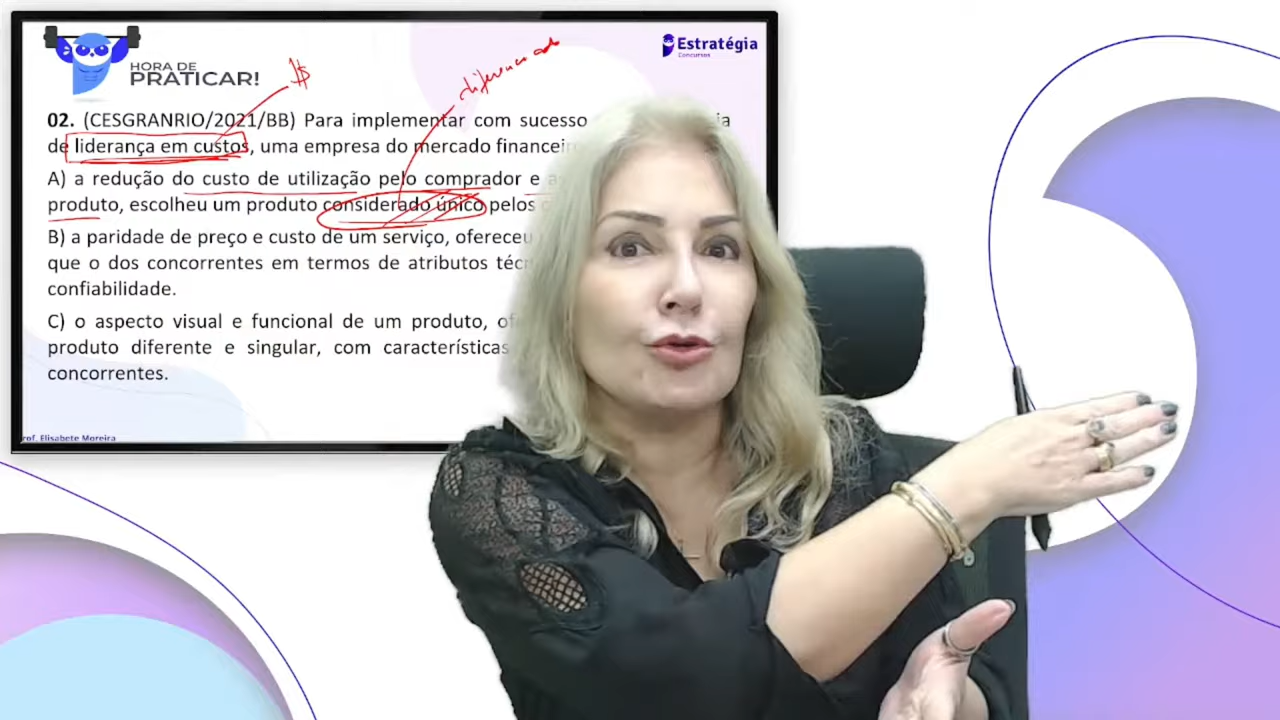 HORA DE
PRATICAR!
Estratégia
Concursos
$
diferenciado
02. (CESGRANRIO/2021/BB) Para implementar com sucesso
de liderança em custos, uma empresa do mercado financeiro
A) a redução do custo de utilização pelo comprador e a
produto, escolheu um produto considerado único pelos
B) a paridade de preço e custo de um serviço, ofereceu
que o dos concorrentes em termos de atributos
confiabilidade.
C) o aspecto visual e funcional de um produto,
produto diferente e singular, com características
concorrentes.
rof. Elisabete Moreira